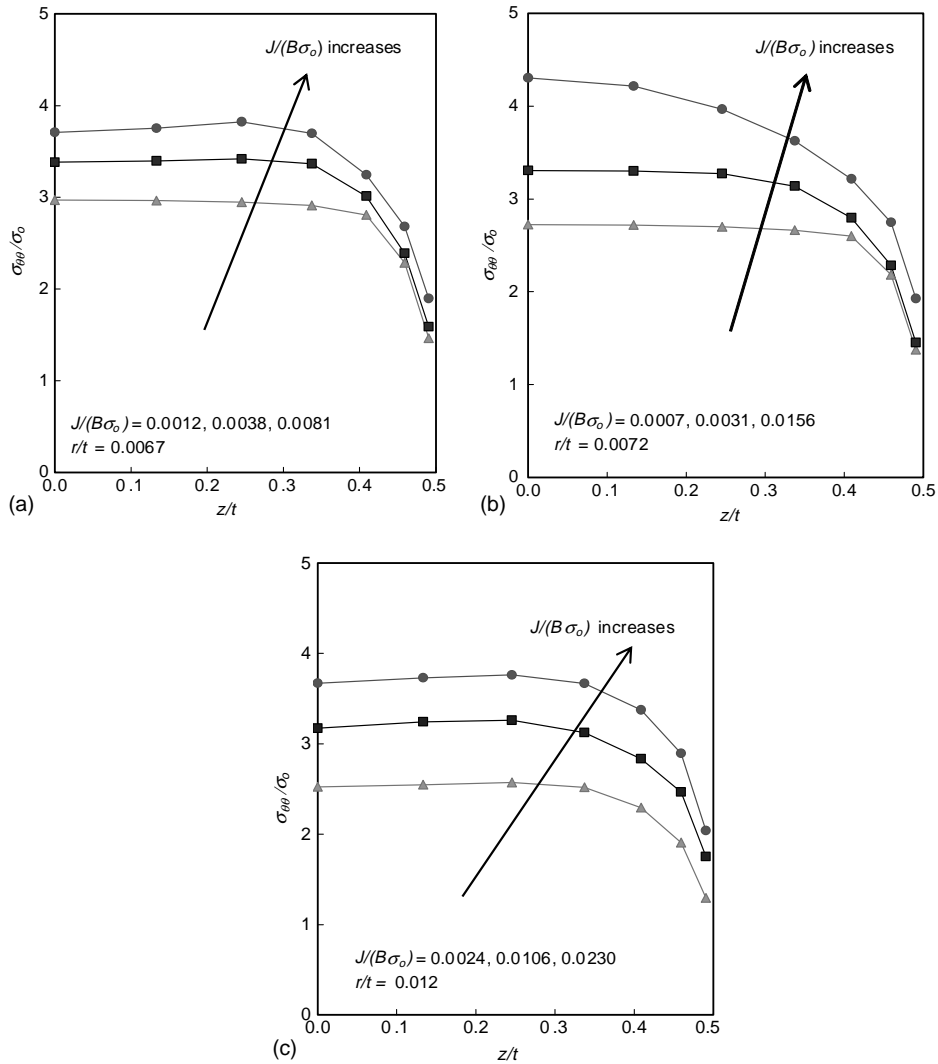 5
4
3
2
1
0
σθθ/σo
J/(Bσo) increases
J/(Bσo) = 0.0012, 0.0038, 0.0081
r/t = 0.0067
0.0 0.1 0.2 0.3 0.4 0.5
z/t
(a)
5
4
3
2
1
0
σθθ/σo
J/(Bσo) increases
J/(Bσo) = 0.0007, 0.0031, 0.0156
r/t = 0.0072
0.0 0.1 0.2 0.3 0.4 0.5
z/t
(b)
5
4
3
2
1
0
σθθ/σo
J/(Bσo) increases
J/(Bσo) = 0.0024, 0.0106, 0.0230
r/t = 0.012
0.0 0.1 0.2 0.3 0.4 0.5
z/t
(c)